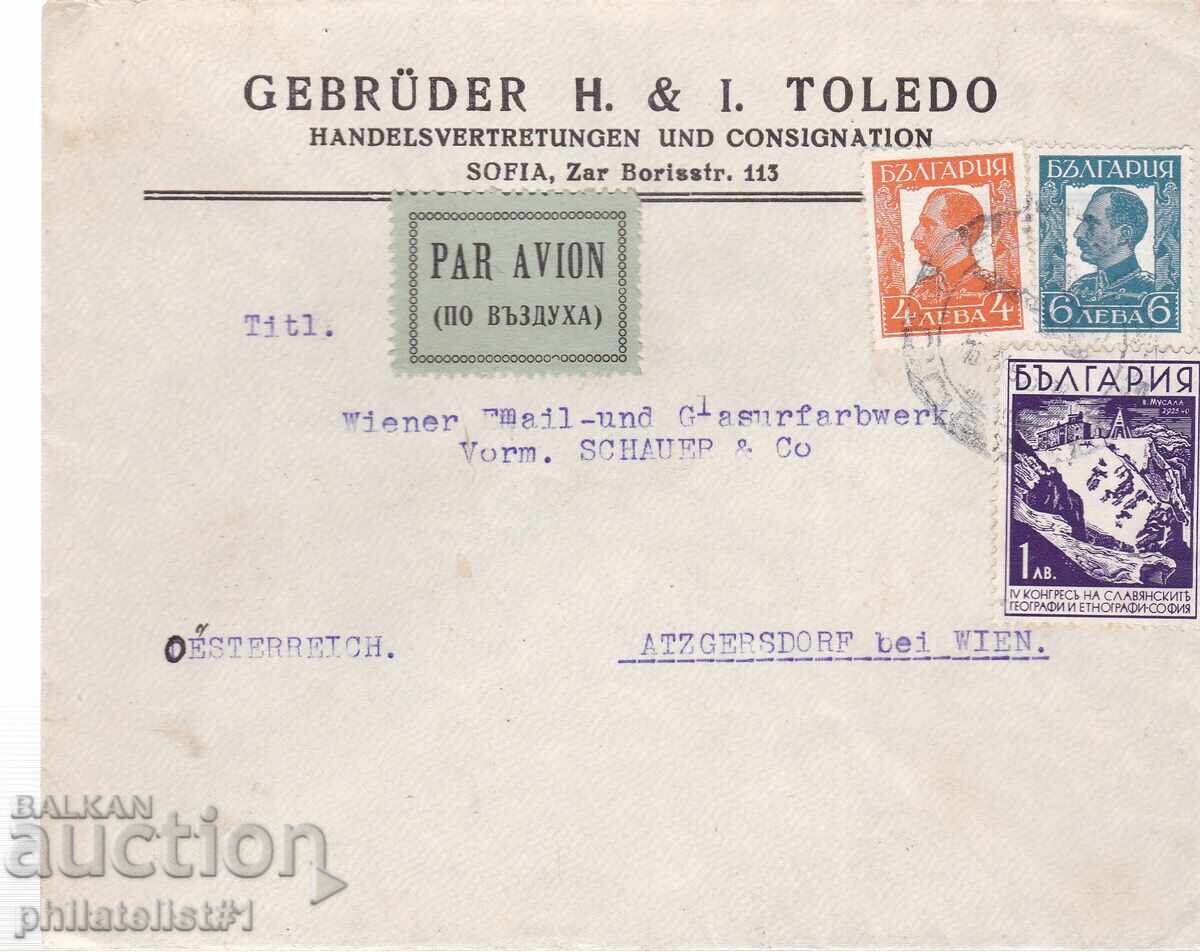 GEBRÜDER H. & I. TOLEDO
HANDELSVERTRETUNGEN UND CONSIGNATION
SOFIA, Zar Borisstr. 113
PAR AVION
(ПО ВЪЗДУХА)
БЪЛГАРИЯ
4 ЛЕВА 4
БЪЛГАРИЯ
6 ЛЕВА 6
БЪЛГАРИЯ
в. Мусала
2925
1 ЛВ.
IV КОНГРЕСЪ НА СЛАВЯНСКИТѢ
ГЕОГРАФИ И ЕТНОГРАФИ-СОФИЯ
Titl.
Wiener Email-und Glasurfarbwerk
Vorm. SCHAUER & Co
OESTERREICH.
ATZGERSDORF bei WIEN.
BALKAN
auction
philatelist#1